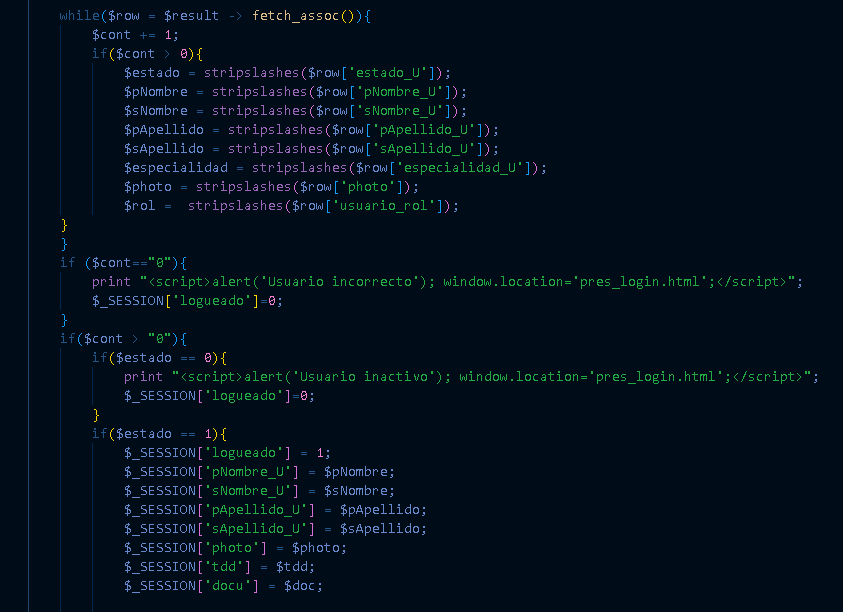 while($row = $result -> fetch_assoc()){
$cont += 1;
if($cont > 0){
$estado = stripslashes($row['estado_U']);
$pNombre = stripslashes($row['pNombre_U']);
$sNombre = stripslashes($row['sNombre_U']);
$pApellido = stripslashes($row['pApellido_U']);
$sApellido = stripslashes($row['sApellido_U']);
$especialidad = stripslashes($row['especialidad_U']);
$photo = stripslashes($row['photo']);
$rol =  stripslashes($row['usuario_rol']);
}
}
if ($cont=="0"){
print "<script>alert('Usuario incorrecto'); window.location='pres_login.html';</script>";
$_SESSION['logueado']=0;
}
if($cont > "0"){
if($estado == 0){
print "<script>alert('Usuario inactivo'); window.location='pres_login.html';</script>";
$_SESSION['logueado']=0;
}
if($estado == 1){
$_SESSION['logueado'] = 1;
$_SESSION['pNombre_U'] = $pNombre;
$_SESSION['sNombre_U'] = $sNombre;
$_SESSION['pApellido_U'] = $pApellido;
$_SESSION['sApellido_U'] = $sApellido;
$_SESSION['photo'] = $photo;
$_SESSION['tdd'] = $tdd;
$_SESSION['docu'] = $doc;